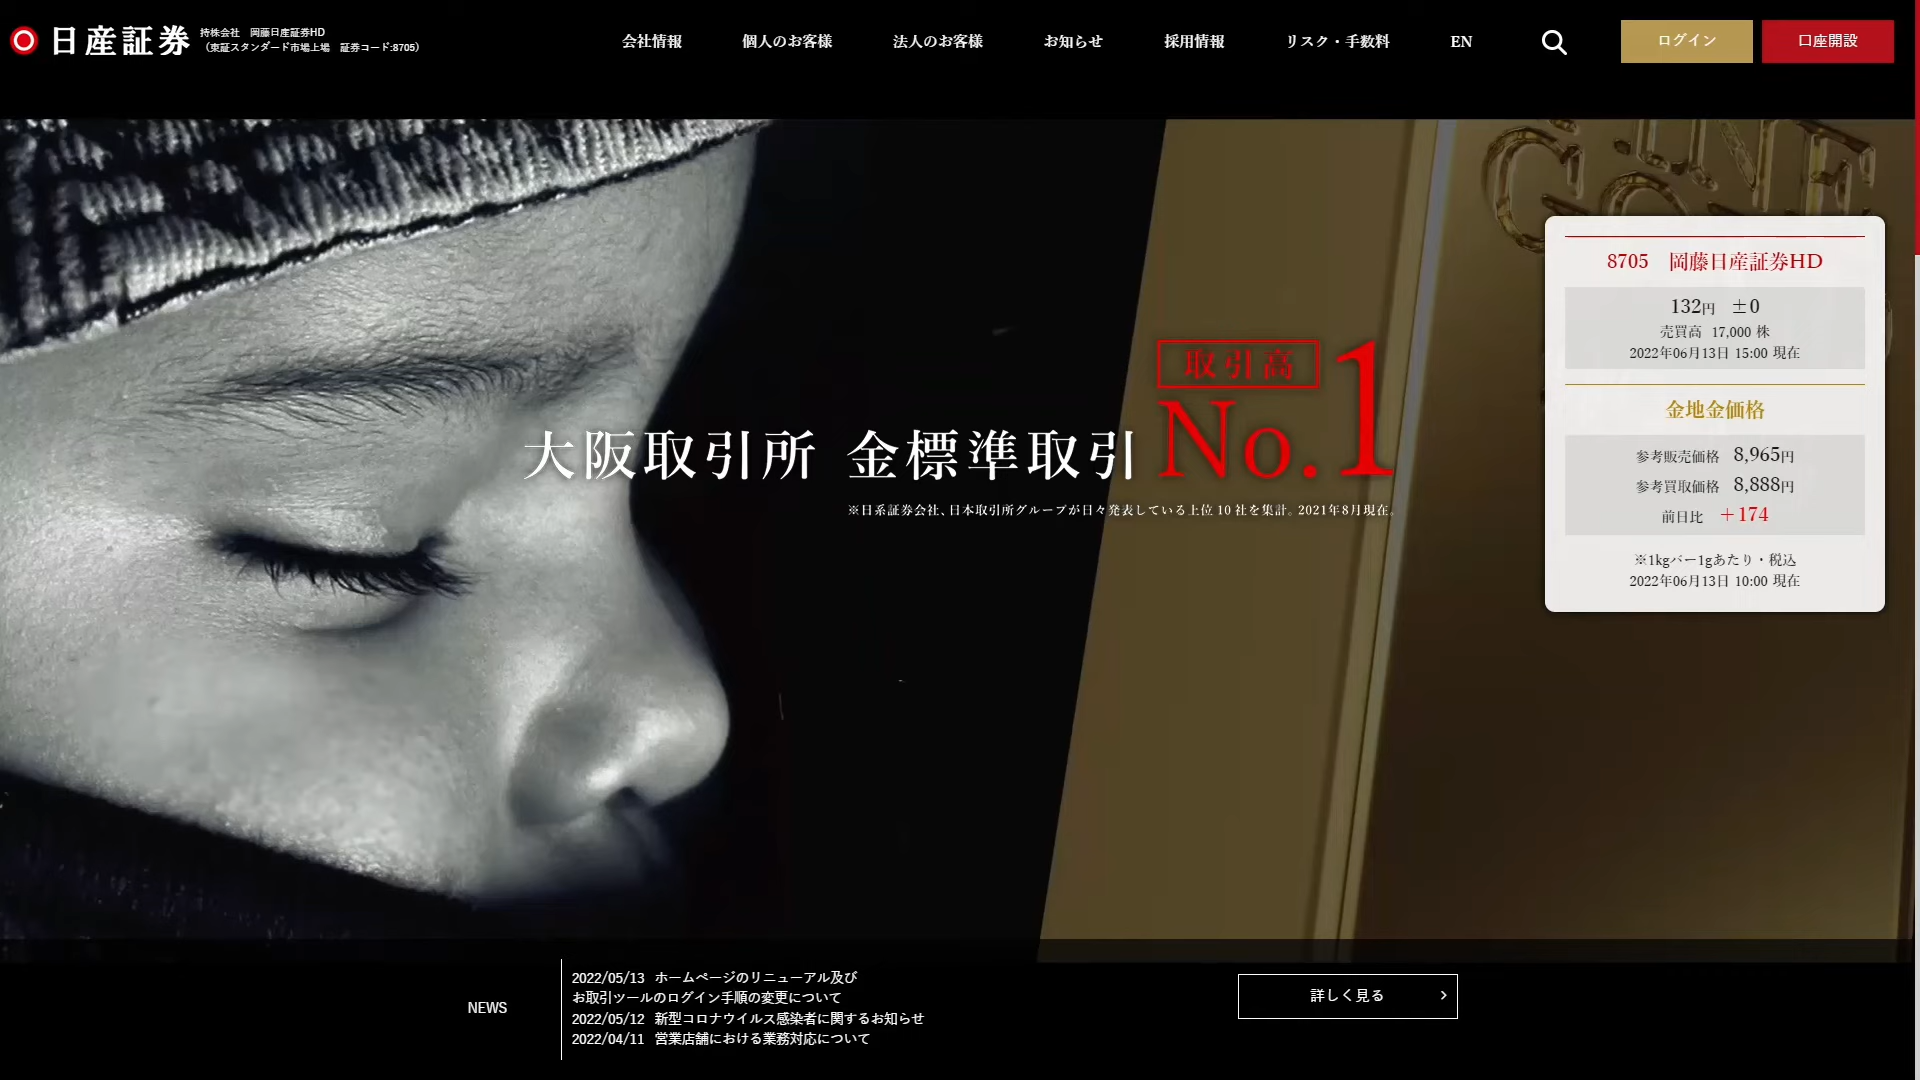 日産証券
持株会社　岡藤日産証券HD
（東証スタンダード市場上場　証券コード:8705）
会社情報
個人のお客様
法人のお客様
お知らせ
採用情報
リスク・手数料
EN
ログイン
口座開設
8705　岡藤日産証券HD
132円　±0
売買高　17,000 株
2022年06月13日 15:00 現在
金地金価格
参考販売価格　8,965円
参考買取価格　8,888円
前日比　＋174
※1kgバー1gあたり・税込
2022年06月13日 10:00 現在
取引高
大阪取引所 金標準取引 No.1
※日系証券会社、日本取引所グループが日々発表している上位 10 社を集計。2021年8月現在。
NEWS
2022/05/13　ホームページのリニューアル及び
お取引ツールのログイン手順の変更について
2022/05/12　新型コロナウイルス感染者に関するお知らせ
2022/04/11　営業店舗における業務対応について
詳しく見る